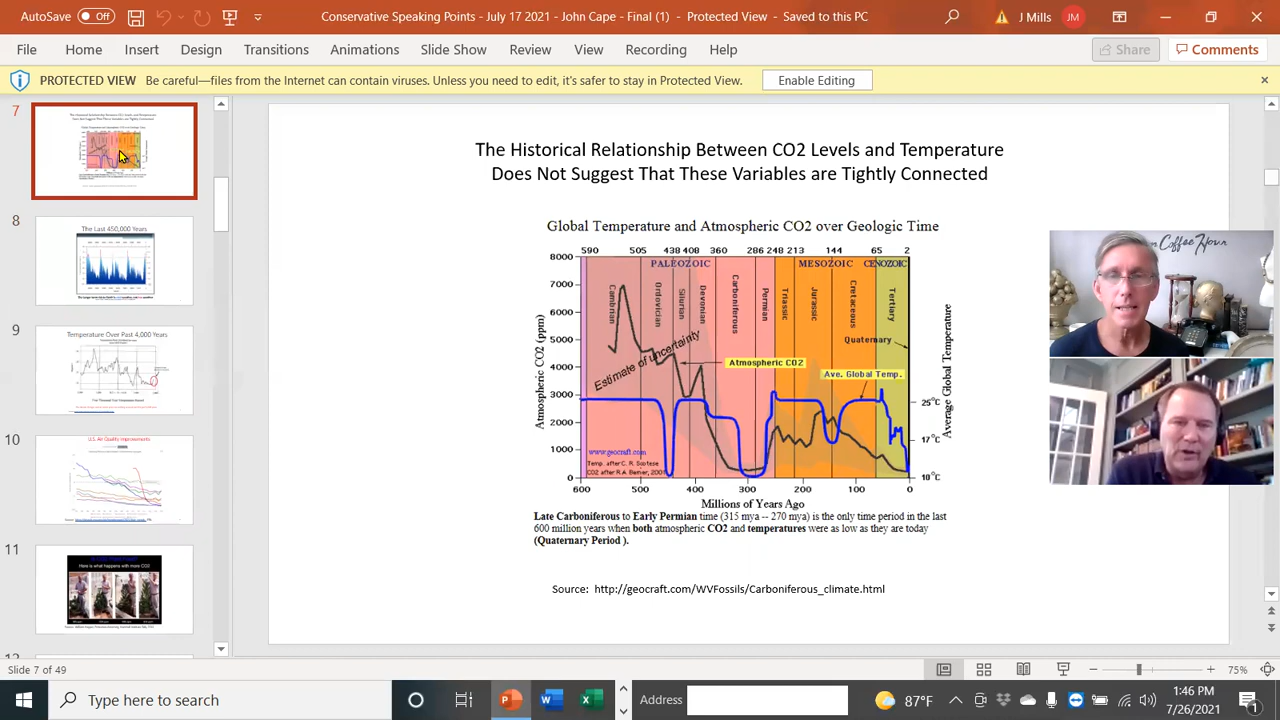 AutoSave Off Conservative Speaking Points - July 17 2021 - John Cape - Final (1) - Protected View - Saved to this PC J Mills JM
File Home Insert Design Transitions Animations Slide Show Review View Recording Help Share Comments
PROTECTED VIEW Be careful—files from the Internet can contain viruses. Unless you need to edit, it's safer to stay in Protected View. Enable Editing
7
8
The Last 450,000 Years
9
Temperature Over Past 4,000 Years
10
U.S. Air Quality Improvements
11
Here is what happens with more CO2
The Historical Relationship Between CO2 Levels and Temperature
Does Not Suggest That These Variables are Tightly Connected
Global Temperature and Atmospheric CO2 over Geologic Time
590 505 438 408 360 286 248 213 144 65 2
8000
7000
6000
5000
4000
3000
2000
1000
0
Atmospheric CO2 (ppm)
PALEOZOIC MESOZOIC CENOZOIC
Cambrian
Ordovician
Silurian
Devonian
Carboniferous
Permian
Triassic
Jurassic
Cretaceous
Tertiary
Quaternary
Estimate of uncertainty
Atmospheric CO2
Ave. Global Temp.
25°C
17°C
10°C
Average Global Temperature
www.geocraft.com
Temp. after C.R. Scotese
CO2 after R.A. Berner, 2001
600 500 400 300 200 100 0
Millions of Years Ago
Late Carboniferous to Early Permian time (315 mya -- 270 mya) is the only time period in the last
600 million years when both atmospheric CO2 and temperatures were as low as they are today
(Quaternary Period ).
Source: http://geocraft.com/WVFossils/Carboniferous_climate.html
Coffee Hour
Slide 7 of 49 75%
Type here to search Address 87°F 1:46 PM
7/26/2021
1